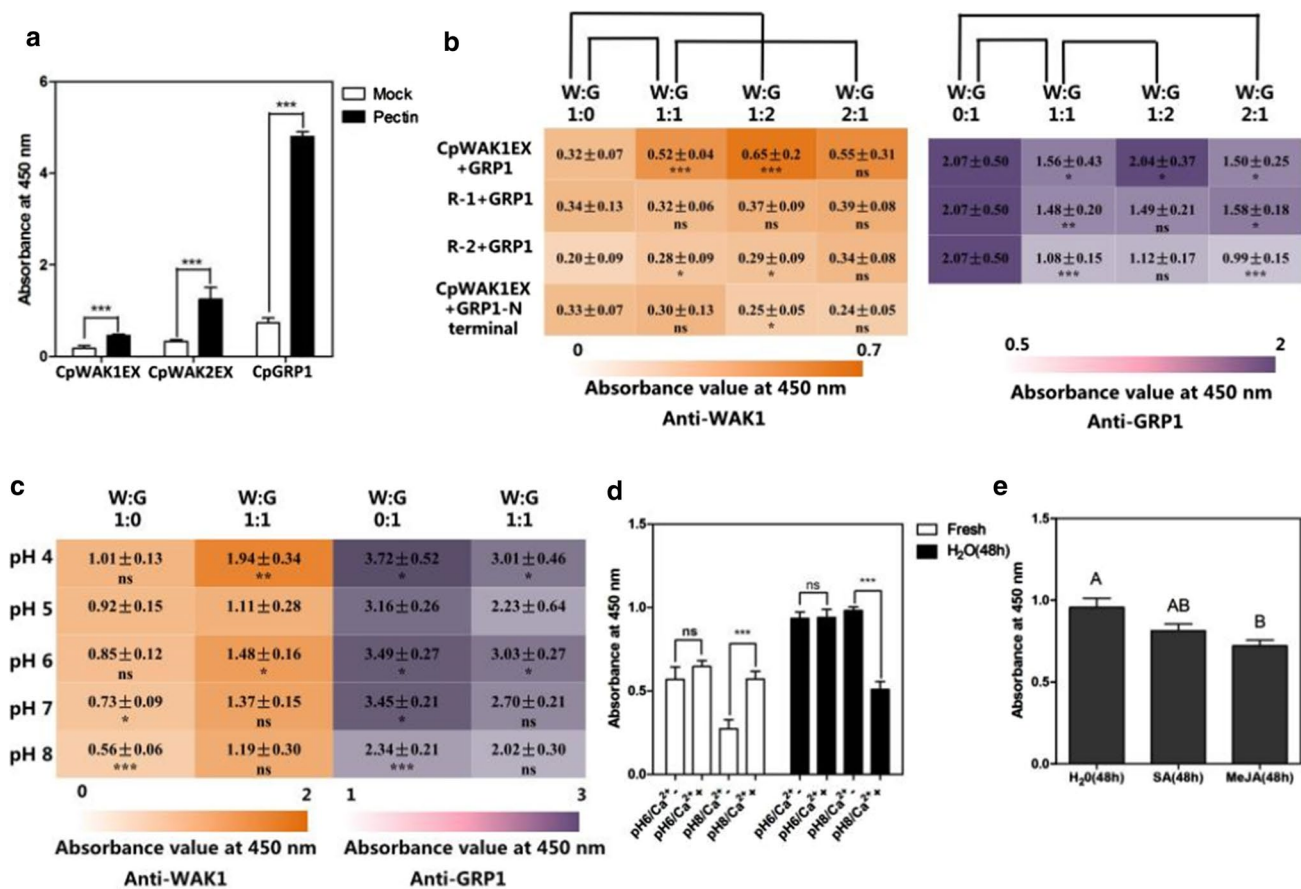 a
6
4
2
0
Absorbance at 450 nm
Mock
Pectin
***
***
***
CpWAK1EX CpWAK2EX CpGRP1
b
W:G W:G W:G W:G
1:0 1:1 1:2 2:1
CpWAK1EX
+GRP1
0.32±0.07 0.52±0.04 0.65±0.2 0.55±0.31
*** *** ns
R-1+GRP1
0.34±0.13 0.32±0.06 0.37±0.09 0.39±0.08
ns ns ns
R-2+GRP1
0.20±0.09 0.28±0.09 0.29±0.09 0.34±0.08
* * ns
CpWAK1EX
+GRP1-N
terminal
0.33±0.07 0.30±0.13 0.25±0.05 0.24±0.05
ns * ns
0 0.7
Absorbance value at 450 nm
Anti-WAK1
W:G W:G W:G W:G
0:1 1:1 1:2 2:1
2.07±0.50 1.56±0.43 2.04±0.37 1.50±0.25
* * *
2.07±0.50 1.48±0.20 1.49±0.21 1.58±0.18
** ns *
2.07±0.50 1.08±0.15 1.12±0.17 0.99±0.15
*** ns ***
0.5 2
Absorbance value at 450 nm
Anti-GRP1
c
W:G W:G W:G W:G
1:0 1:1 0:1 1:1
pH 4 1.01±0.13 1.94±0.34 3.72±0.52 3.01±0.46
ns ** * *
pH 5 0.92±0.15 1.11±0.28 3.16±0.26 2.23±0.64
pH 6 0.85±0.12 1.48±0.16 3.49±0.27 3.03±0.27
ns * * *
pH 7 0.73±0.09 1.37±0.15 3.45±0.21 2.70±0.21
* ns * ns
pH 8 0.56±0.06 1.19±0.30 2.34±0.21 2.02±0.30
*** ns *** ns
0 2 1 3
Absorbance value at 450 nm Absorbance value at 450 nm
Anti-WAK1 Anti-GRP1
d
1.5
1.0
0.5
0.0
Absorbance at 450 nm
Fresh
H₂O(48h)
ns *** ns ***
pH6/Ca²⁺- pH6/Ca²⁺+ pH8/Ca²⁺- pH8/Ca²⁺+ pH6/Ca²⁺- pH6/Ca²⁺+ pH8/Ca²⁺- pH8/Ca²⁺+
e
1.5
1.0
0.5
0.0
Absorbance at 450 nm
A AB B
H₂0(48h) SA(48h) MeJA(48h)